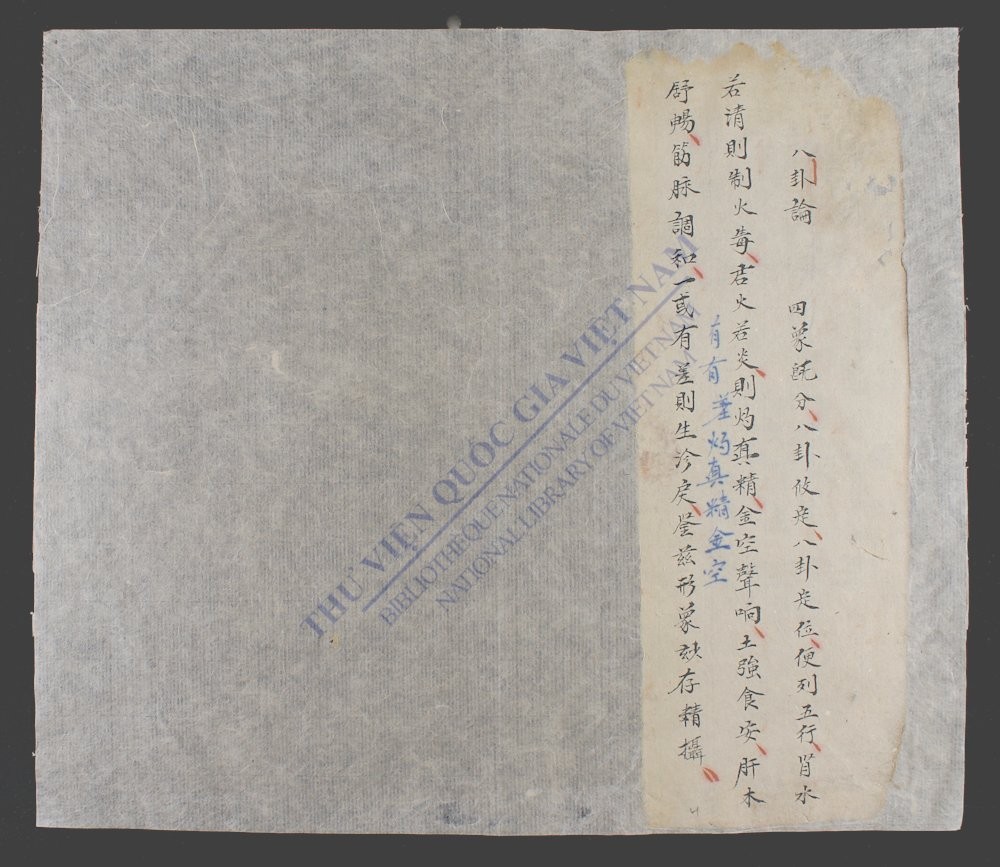 八卦論 四象既分八卦攸定八卦定位便列五行腎水
若清則制火毒君火若炎則灼真精金空聲响土強食安肝木
有有差灼真精金空
舒暢筋脉調和一或有差則生沴戾鉴茲形象玅存精攝
THƯ VIỆN QUỐC GIA VIỆT NAM
BIBLIOTHEQUE NATIONALE DU VIETNAM
NATIONAL LIBRARY OF VIETNAM